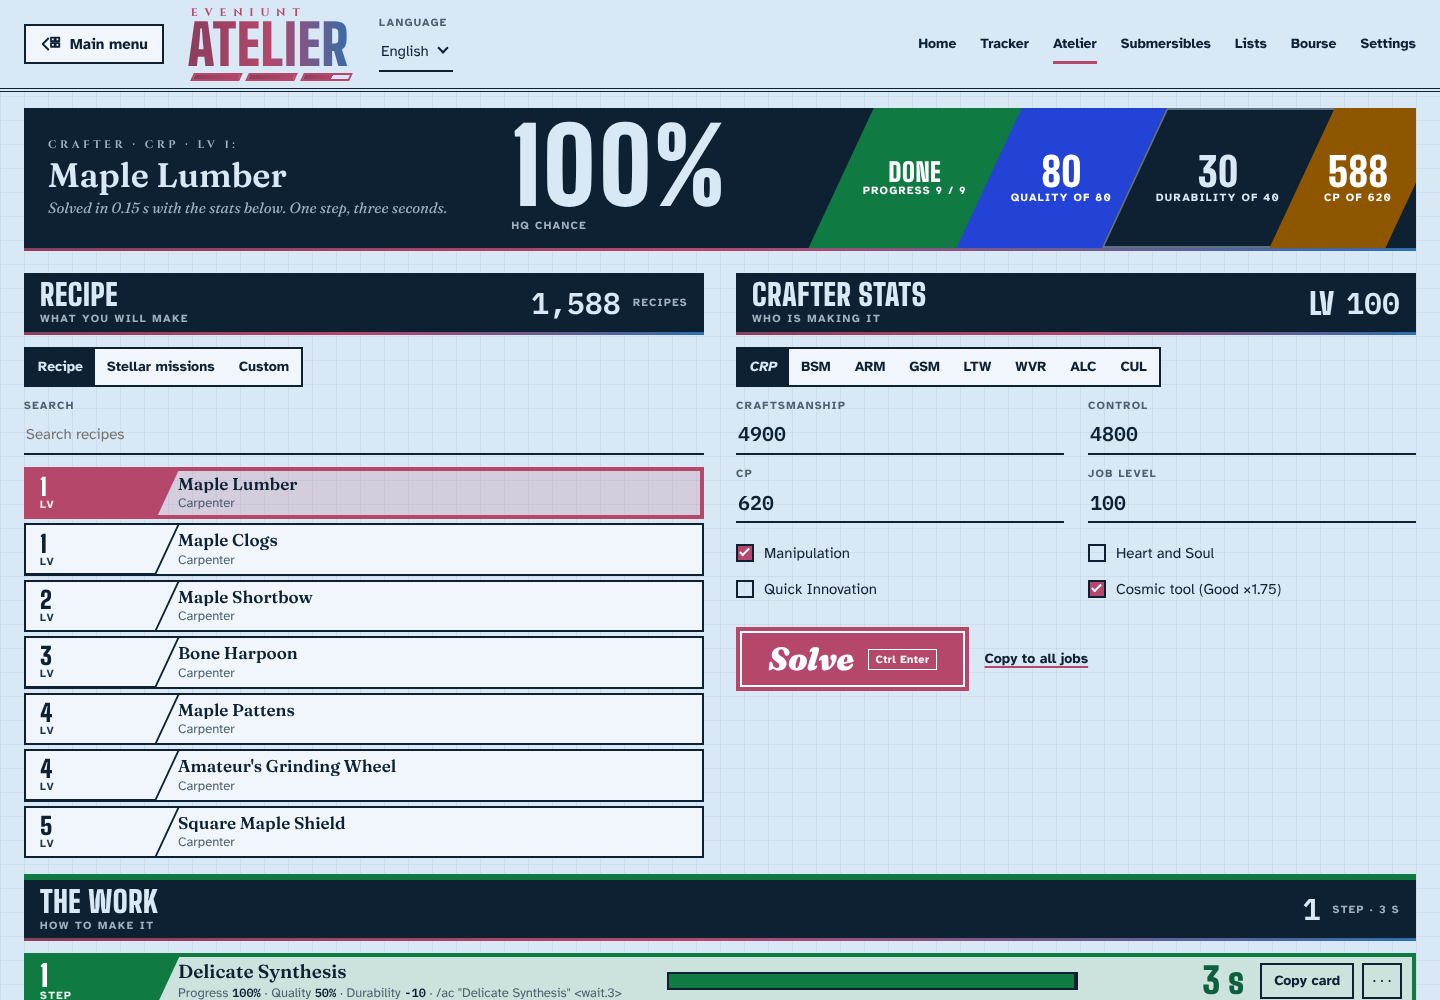 Main menu
EVENIUNT
ATELIER
LANGUAGE
English
Home Tracker Atelier Submersibles Lists Bourse Settings
CRAFTER · CRP · LV 1:
Maple Lumber
Solved in 0.15 s with the stats below. One step, three seconds.
100%
HQ CHANCE
DONE
PROGRESS 9 / 9
80
QUALITY OF 80
30
DURABILITY OF 40
588
CP OF 620
RECIPE
WHAT YOU WILL MAKE
1,588 RECIPES
Recipe Stellar missions Custom
SEARCH
Search recipes
1 LV
Maple Lumber
Carpenter
1 LV
Maple Clogs
Carpenter
2 LV
Maple Shortbow
Carpenter
3 LV
Bone Harpoon
Carpenter
4 LV
Maple Pattens
Carpenter
4 LV
Amateur's Grinding Wheel
Carpenter
5 LV
Square Maple Shield
Carpenter
CRAFTER STATS
WHO IS MAKING IT
LV 100
CRP BSM ARM GSM LTW WVR ALC CUL
CRAFTSMANSHIP
4900
CONTROL
4800
CP
620
JOB LEVEL
100
Manipulation
Heart and Soul
Quick Innovation
Cosmic tool (Good ×1.75)
Solve Ctrl Enter
Copy to all jobs
THE WORK
HOW TO MAKE IT
1 STEP · 3 S
1 STEP
Delicate Synthesis
Progress 100% · Quality 50% · Durability -10 · /ac "Delicate Synthesis" <wait.3>
3 s
Copy card
...